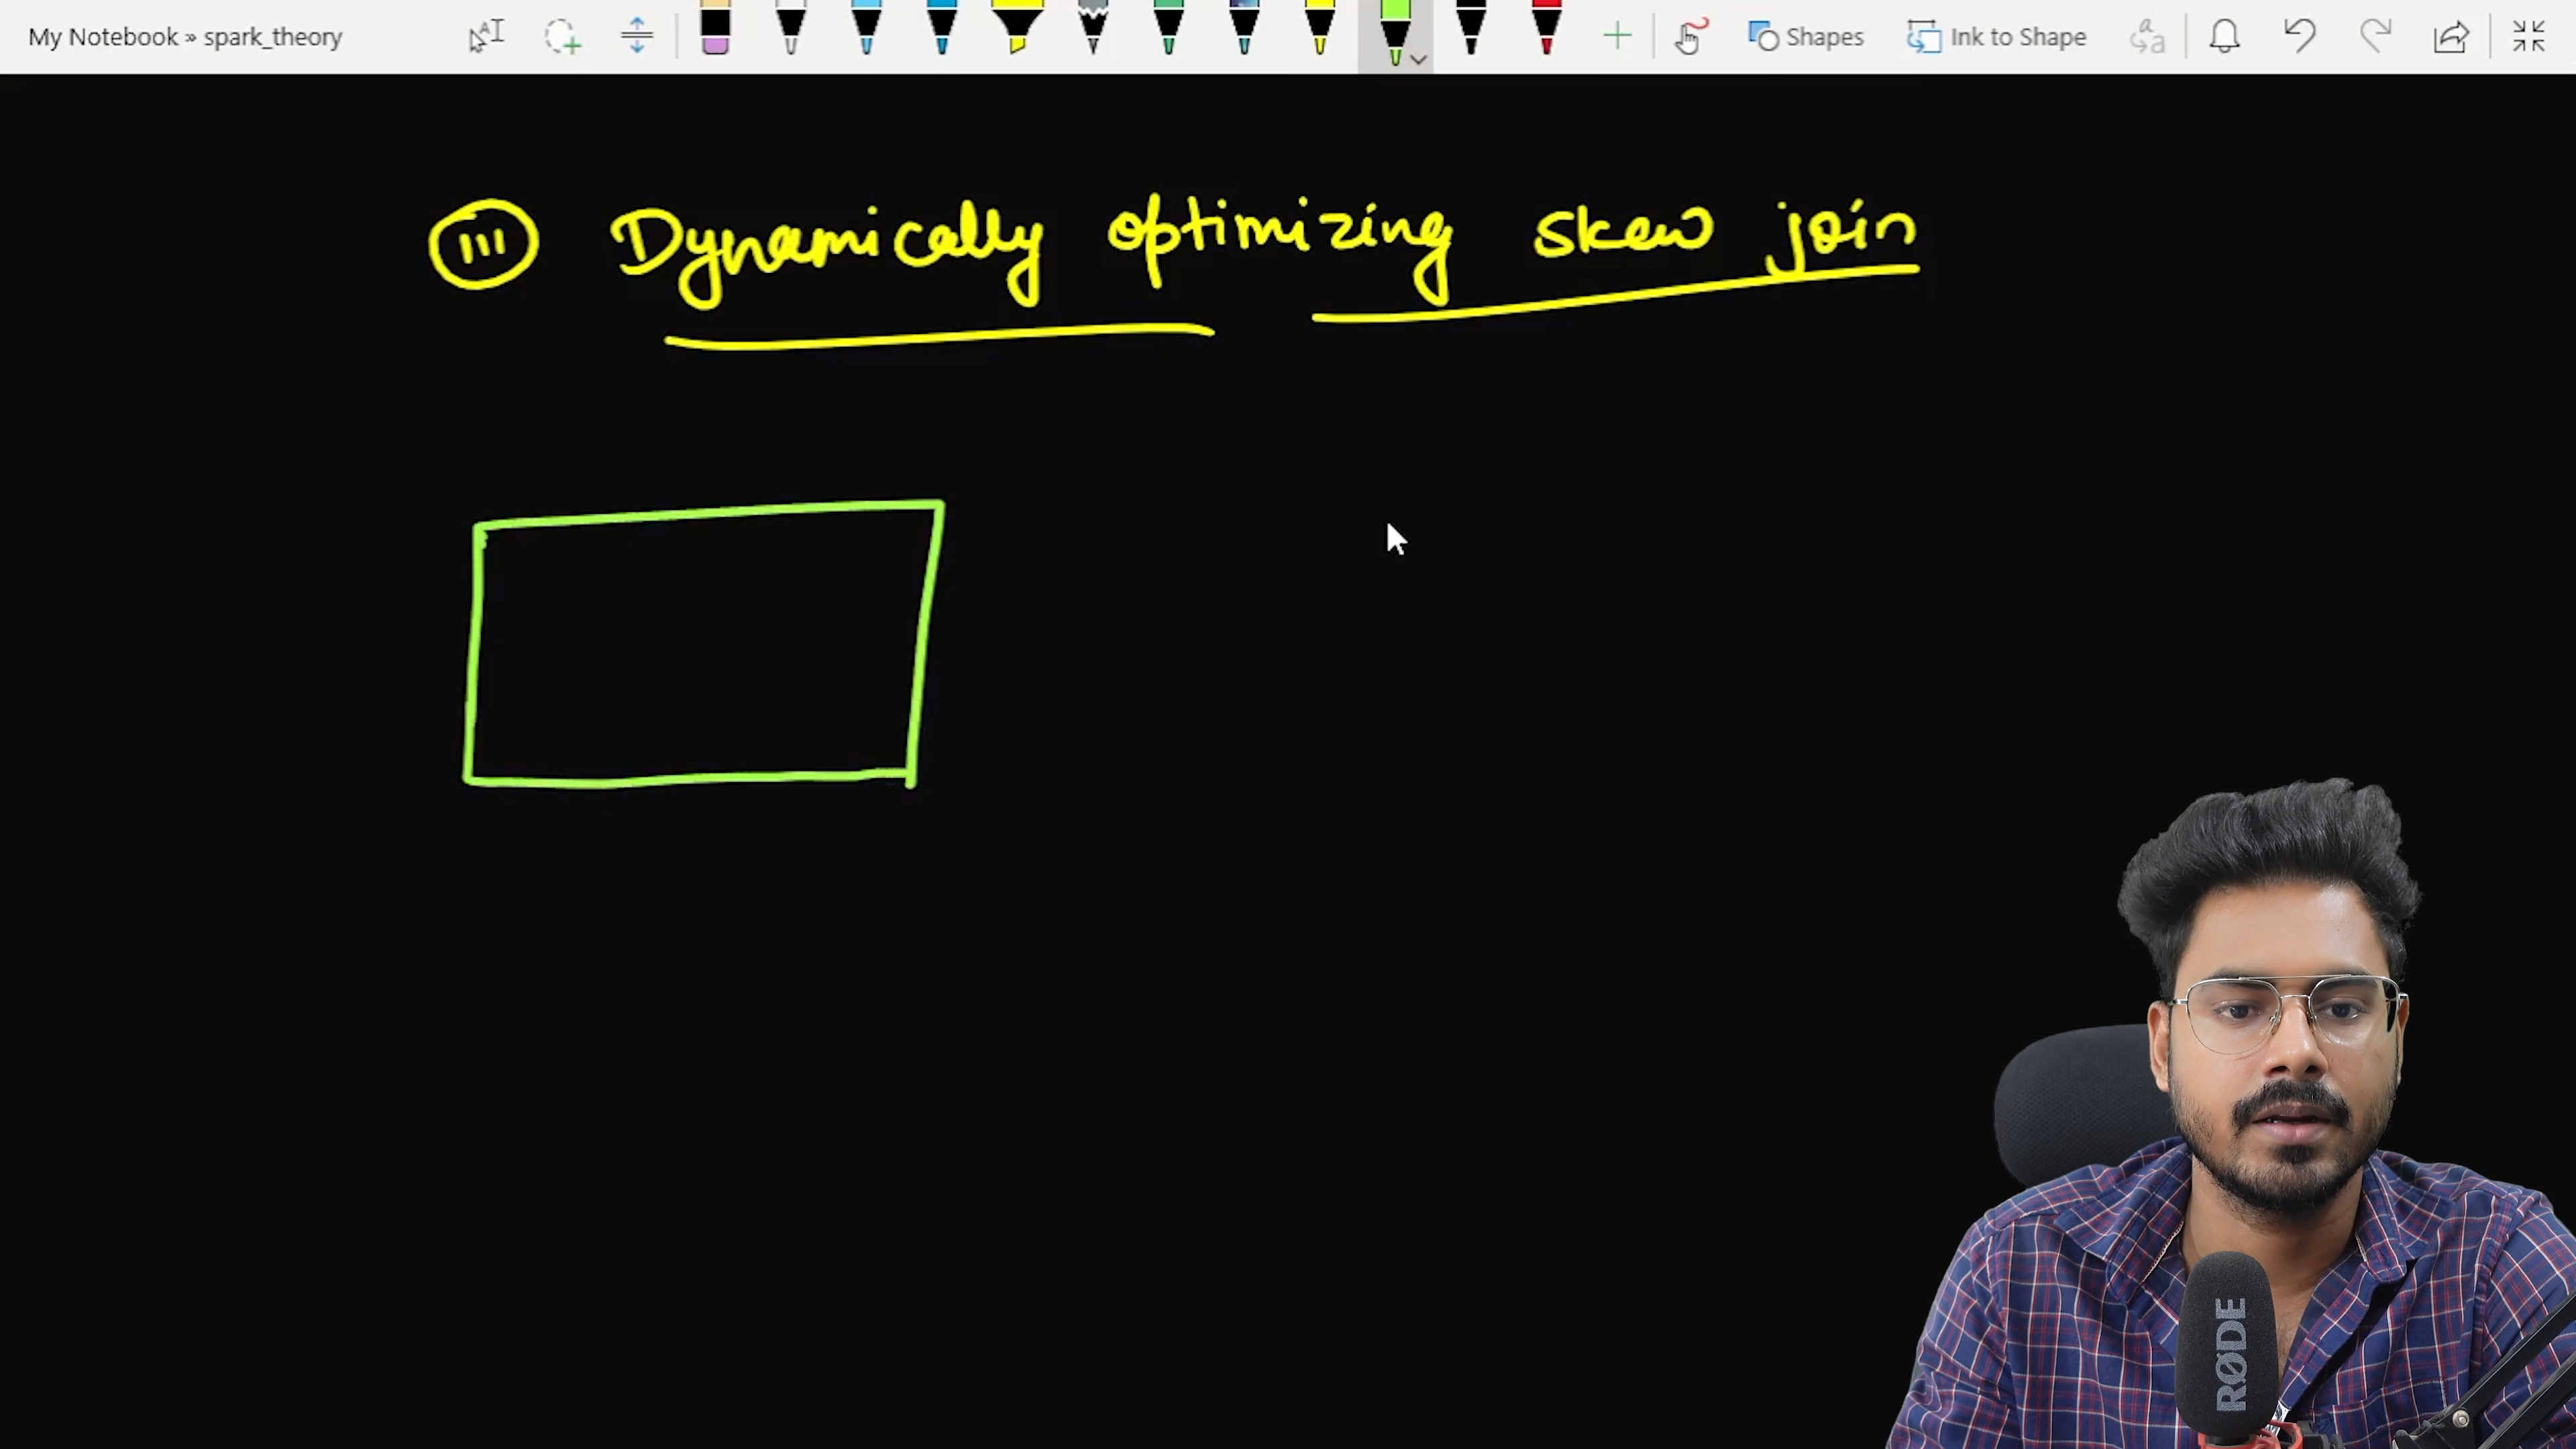 My Notebook » spark_theory
Shapes
Ink to Shape
III Dynamically optimizing skew join
RØDE